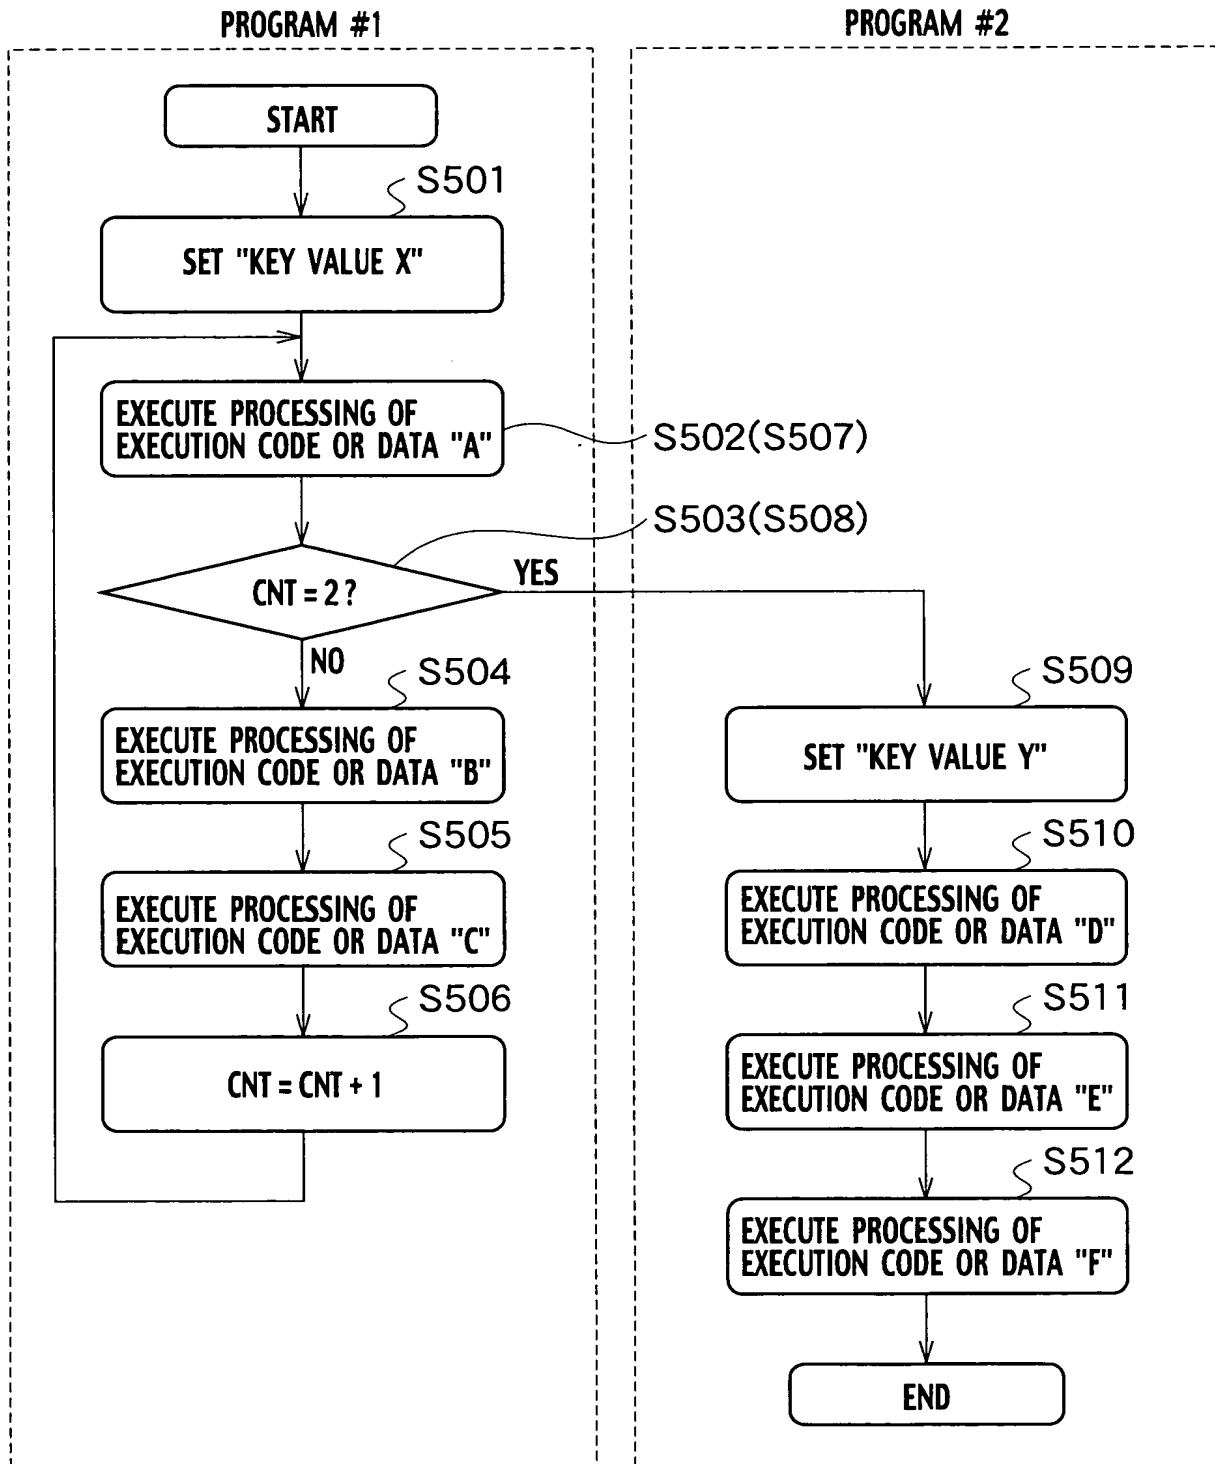 PROGRAM #1
START
S501
SET "KEY VALUE X"
EXECUTE PROCESSING OF
EXECUTION CODE OR DATA "A"
S502(S507)
S503(S508)
CNT = 2 ?
YES
NO
S504
EXECUTE PROCESSING OF
EXECUTION CODE OR DATA "B"
S505
EXECUTE PROCESSING OF
EXECUTION CODE OR DATA "C"
S506
CNT = CNT + 1
PROGRAM #2
S509
SET "KEY VALUE Y"
S510
EXECUTE PROCESSING OF
EXECUTION CODE OR DATA "D"
S511
EXECUTE PROCESSING OF
EXECUTION CODE OR DATA "E"
S512
EXECUTE PROCESSING OF
EXECUTION CODE OR DATA "F"
END